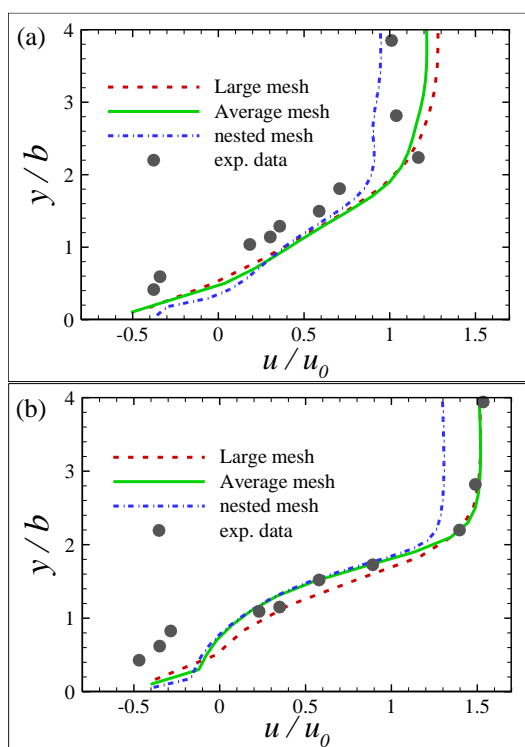 (a)
4
3
2
1
0
y / b
Large mesh
Average mesh
nested mesh
exp. data
-0.5 0 0.5 1 1.5
u / u0
(b)
4
3
2
1
0
y / b
Large mesh
Average mesh
nested mesh
exp. data
-0.5 0 0.5 1 1.5
u / u0